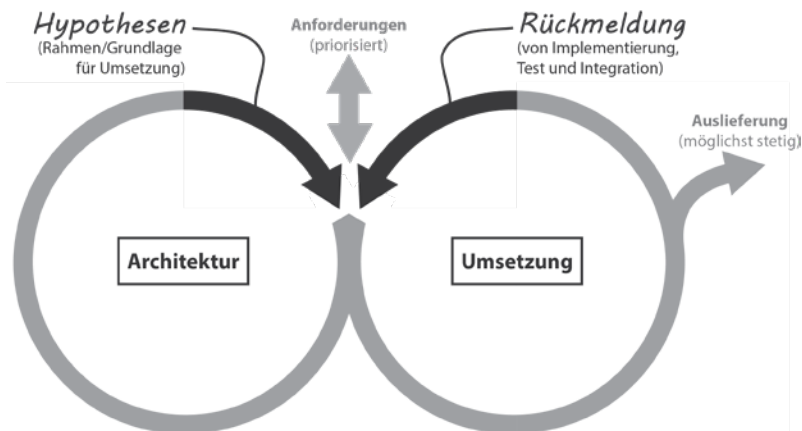 Hypothesen
(Rahmen/Grundlage
für Umsetzung)
Anforderungen
(priorisiert)
Rückmeldung
(von Implementierung,
Test und Integration)
Auslieferung
(möglichst stetig)
Architektur
Umsetzung